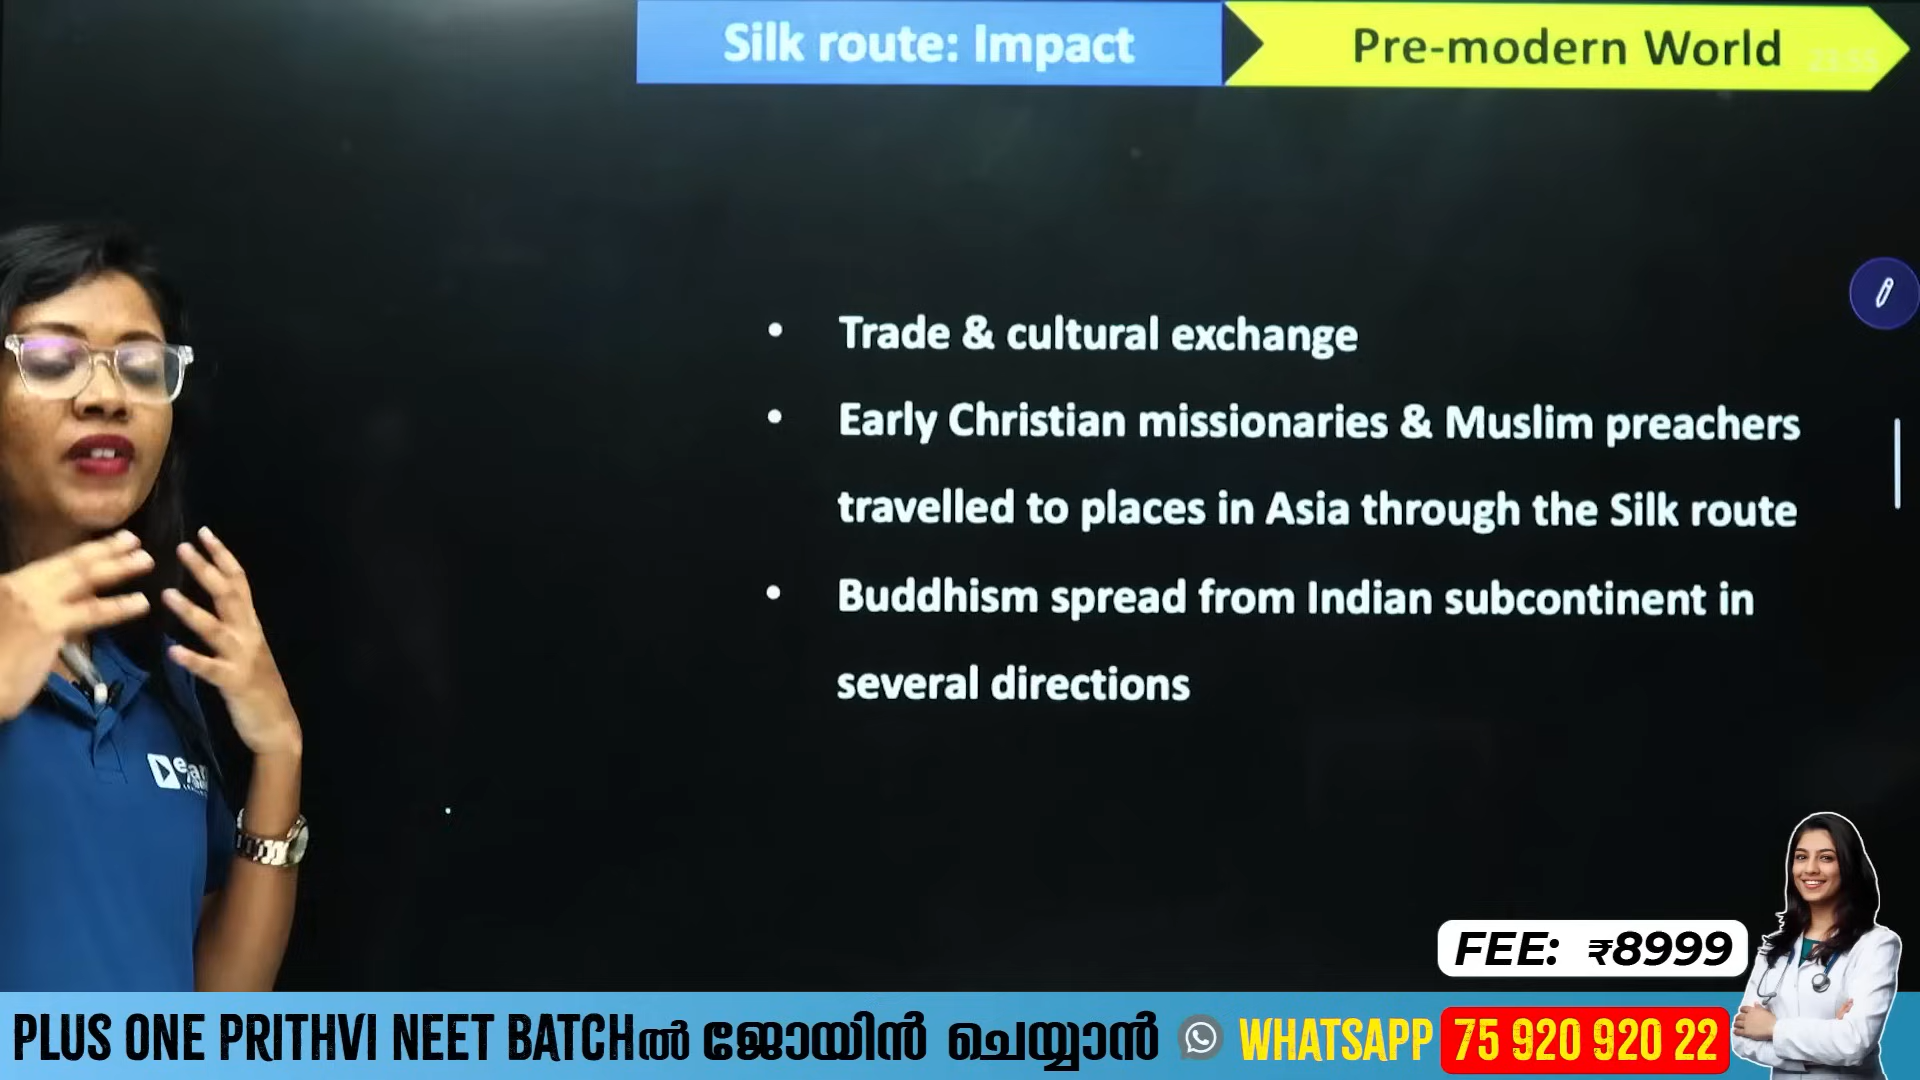 Silk route: Impact
Pre-modern World
21:55
• Trade & cultural exchange
• Early Christian missionaries & Muslim preachers
travelled to places in Asia through the Silk route
• Buddhism spread from Indian subcontinent in
several directions
FEE: ₹8999
PLUS ONE PRITHVI NEET BATCHൽ ജോയിൻ ചെയ്യാൻ WHATSAPP 75 920 920 22